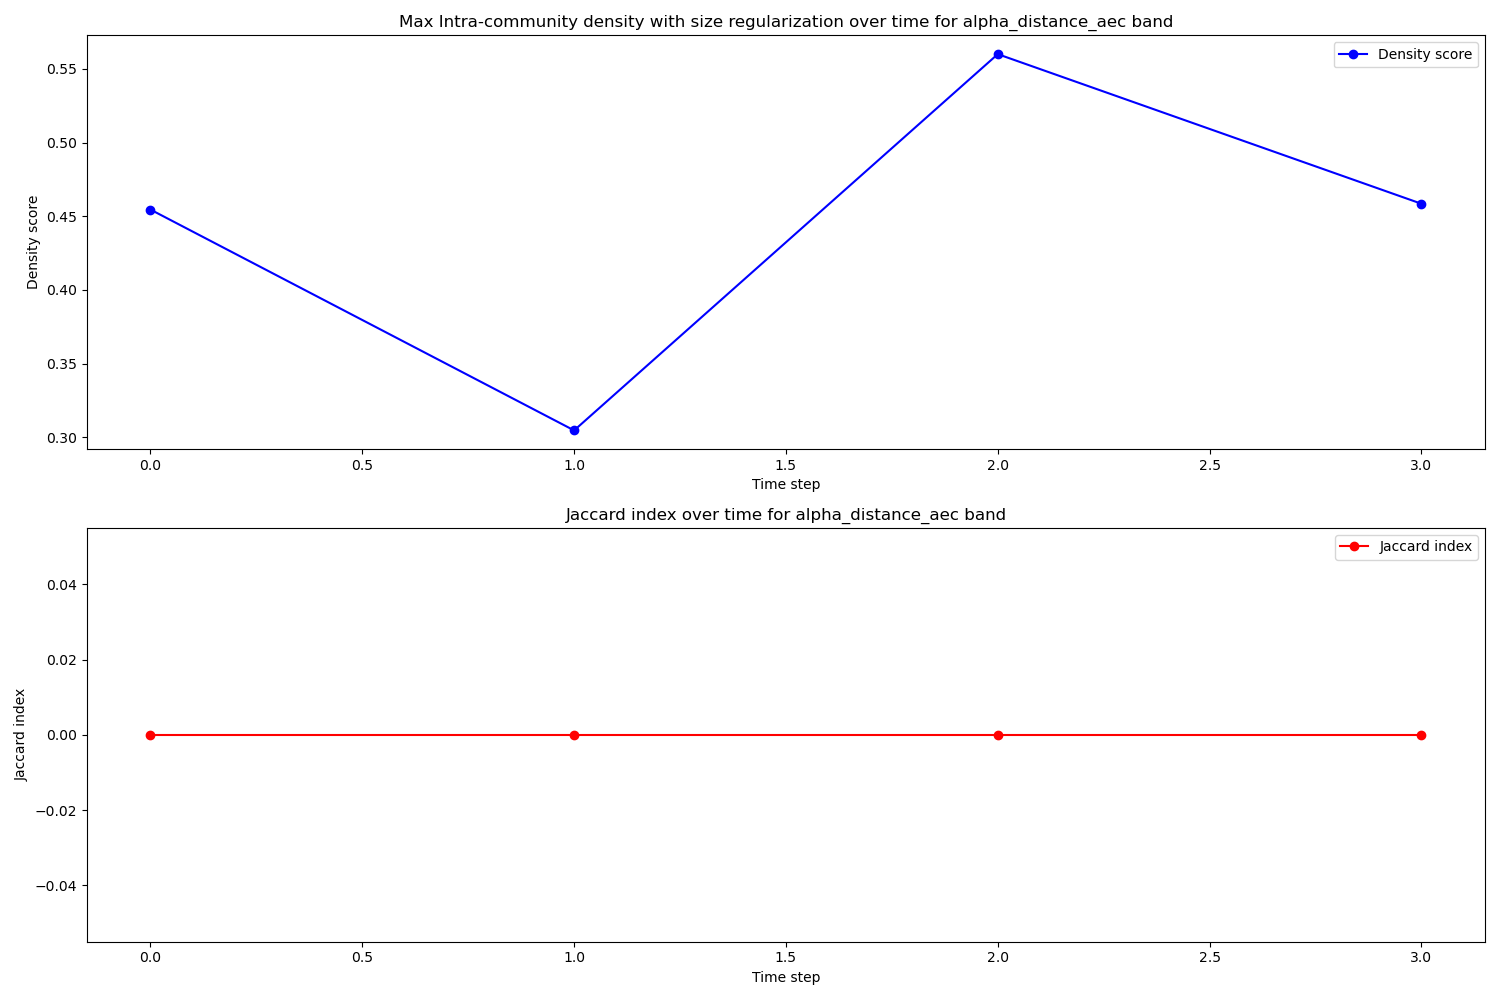 Max Intra-community density with size regularization over time for alpha_distance_aec band
Density score
0.55
0.50
0.45
0.40
0.35
0.30
Density score
0.0 0.5 1.0 1.5 2.0 2.5 3.0
Time step
Jaccard index over time for alpha_distance_aec band
Jaccard index
0.04
0.02
0.00
−0.02
−0.04
Jaccard index
0.0 0.5 1.0 1.5 2.0 2.5 3.0
Time step